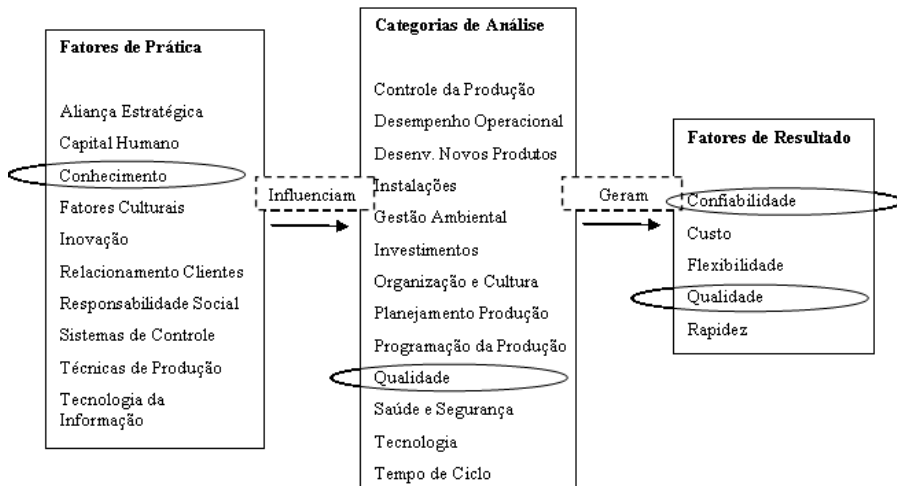 Fatores de Prática
Aliança Estratégica
Capital Humano
Conhecimento
Fatores Culturais
Inovação
Relacionamento Clientes
Responsabilidade Social
Sistemas de Controle
Técnicas de Produção
Tecnologia da
Informação
Influenciam
Categorias de Análise
Controle da Produção
Desempenho Operacional
Desenv. Novos Produtos
Instalações
Gestão Ambiental
Investimentos
Organização e Cultura
Planejamento Produção
Programação da Produção
Qualidade
Saúde e Segurança
Tecnologia
Tempo de Ciclo
Geram
Fatores de Resultado
Confiabilidade
Custo
Flexibilidade
Qualidade
Rapidez